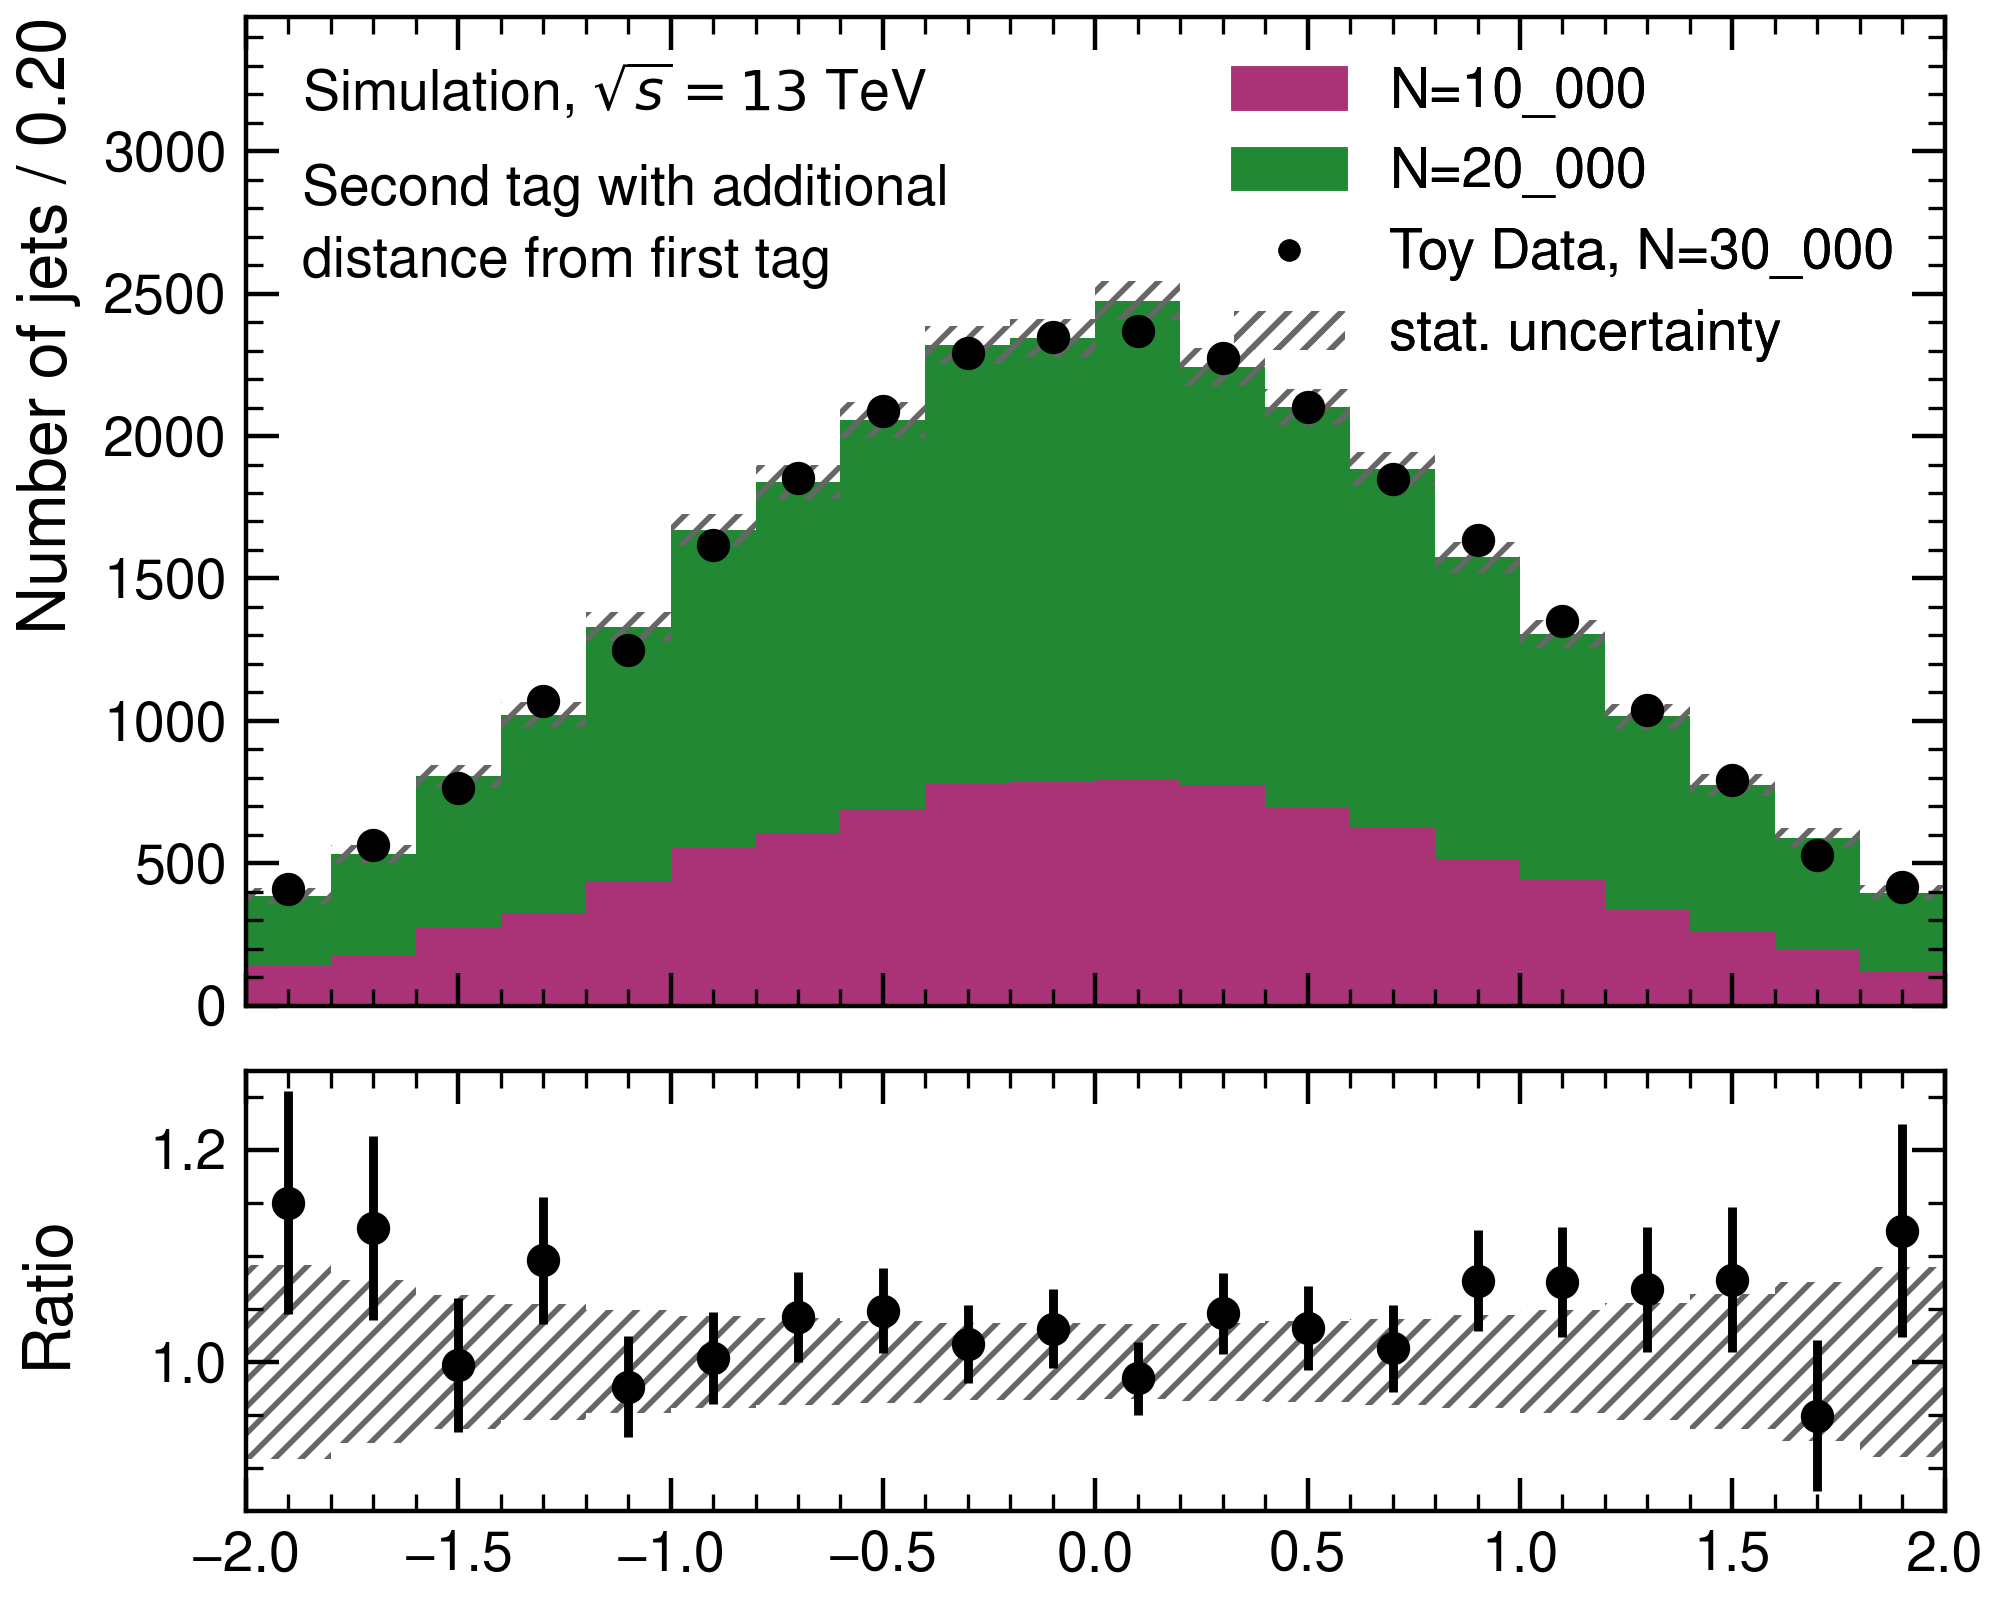 Number of jets / 0.20
Simulation, √s = 13 TeV
Second tag with additional
distance from first tag
N=10_000
N=20_000
Toy Data, N=30_000
stat. uncertainty
3000
2500
2000
1500
1000
500
0
Ratio
1.2
1.0
−2.0 −1.5 −1.0 −0.5 0.0 0.5 1.0 1.5 2.0